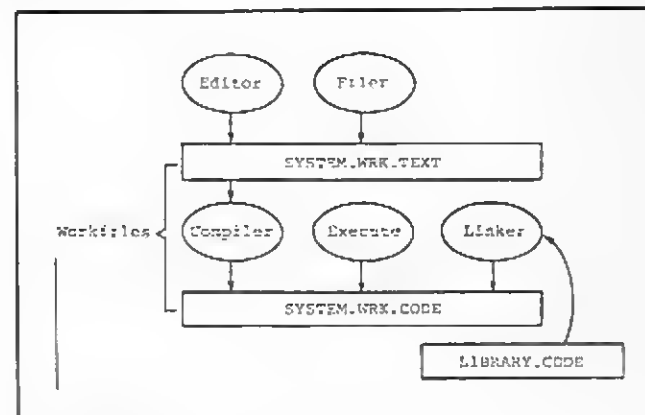 Editor Filer
SYSTEM.WRK.TEXT
Workfiles Compiler Execute Linker
SYSTEM.WRK.CODE
LIBRARY.CODE